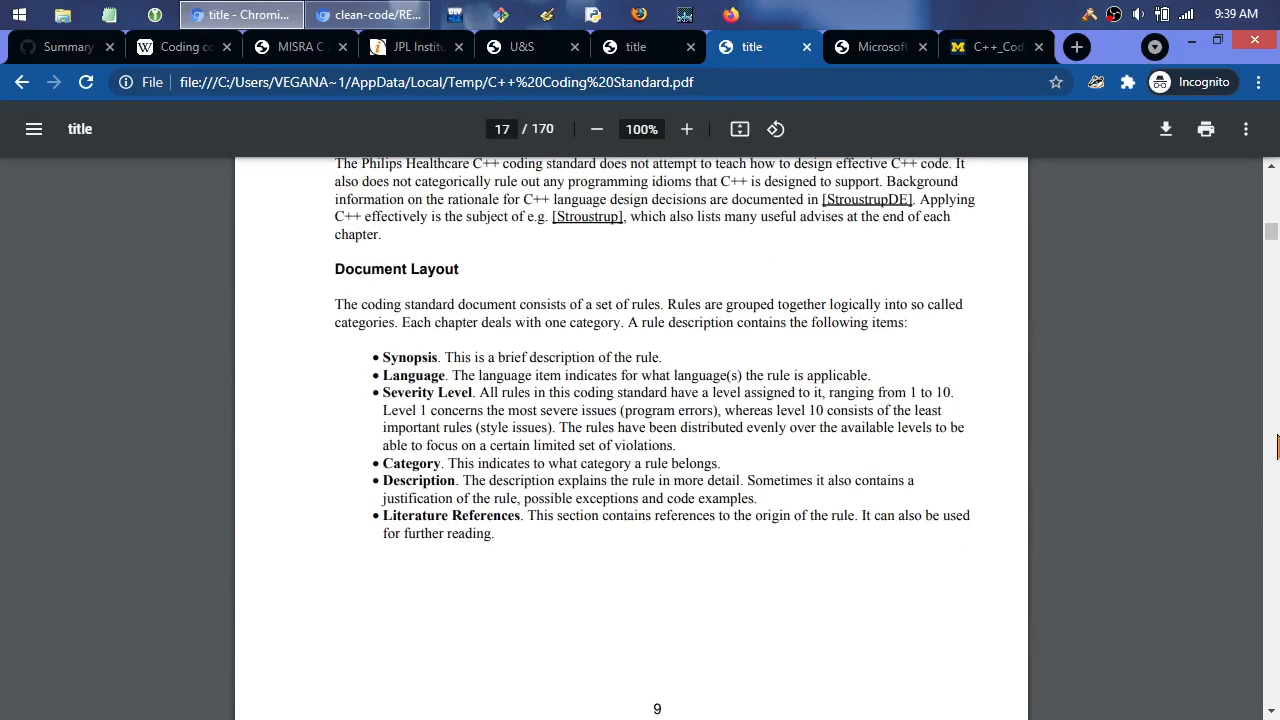 title - Chromi...
clean-code/RE...
9:39 AM
Summary
Coding co
MISRA C 2
JPL Institu
U&S
title
title
Microsoft
C++_Cod
File
file:///C:/Users/VEGANA~1/AppData/Local/Temp/C++%20Coding%20Standard.pdf
Incognito
title
17 / 170
100%
The Philips Healthcare C++ coding standard does not attempt to teach how to design effective C++ code. It
also does not categorically rule out any programming idioms that C++ is designed to support. Background
information on the rationale for C++ language design decisions are documented in [StroustrupDE]. Applying
C++ effectively is the subject of e.g. [Stroustrup], which also lists many useful advises at the end of each
chapter.
Document Layout
The coding standard document consists of a set of rules. Rules are grouped together logically into so called
categories. Each chapter deals with one category. A rule description contains the following items:
• Synopsis. This is a brief description of the rule.
• Language. The language item indicates for what language(s) the rule is applicable.
• Severity Level. All rules in this coding standard have a level assigned to it, ranging from 1 to 10.
Level 1 concerns the most severe issues (program errors), whereas level 10 consists of the least
important rules (style issues). The rules have been distributed evenly over the available levels to be
able to focus on a certain limited set of violations.
• Category. This indicates to what category a rule belongs.
• Description. The description explains the rule in more detail. Sometimes it also contains a
justification of the rule, possible exceptions and code examples.
• Literature References. This section contains references to the origin of the rule. It can also be used
for further reading.
9